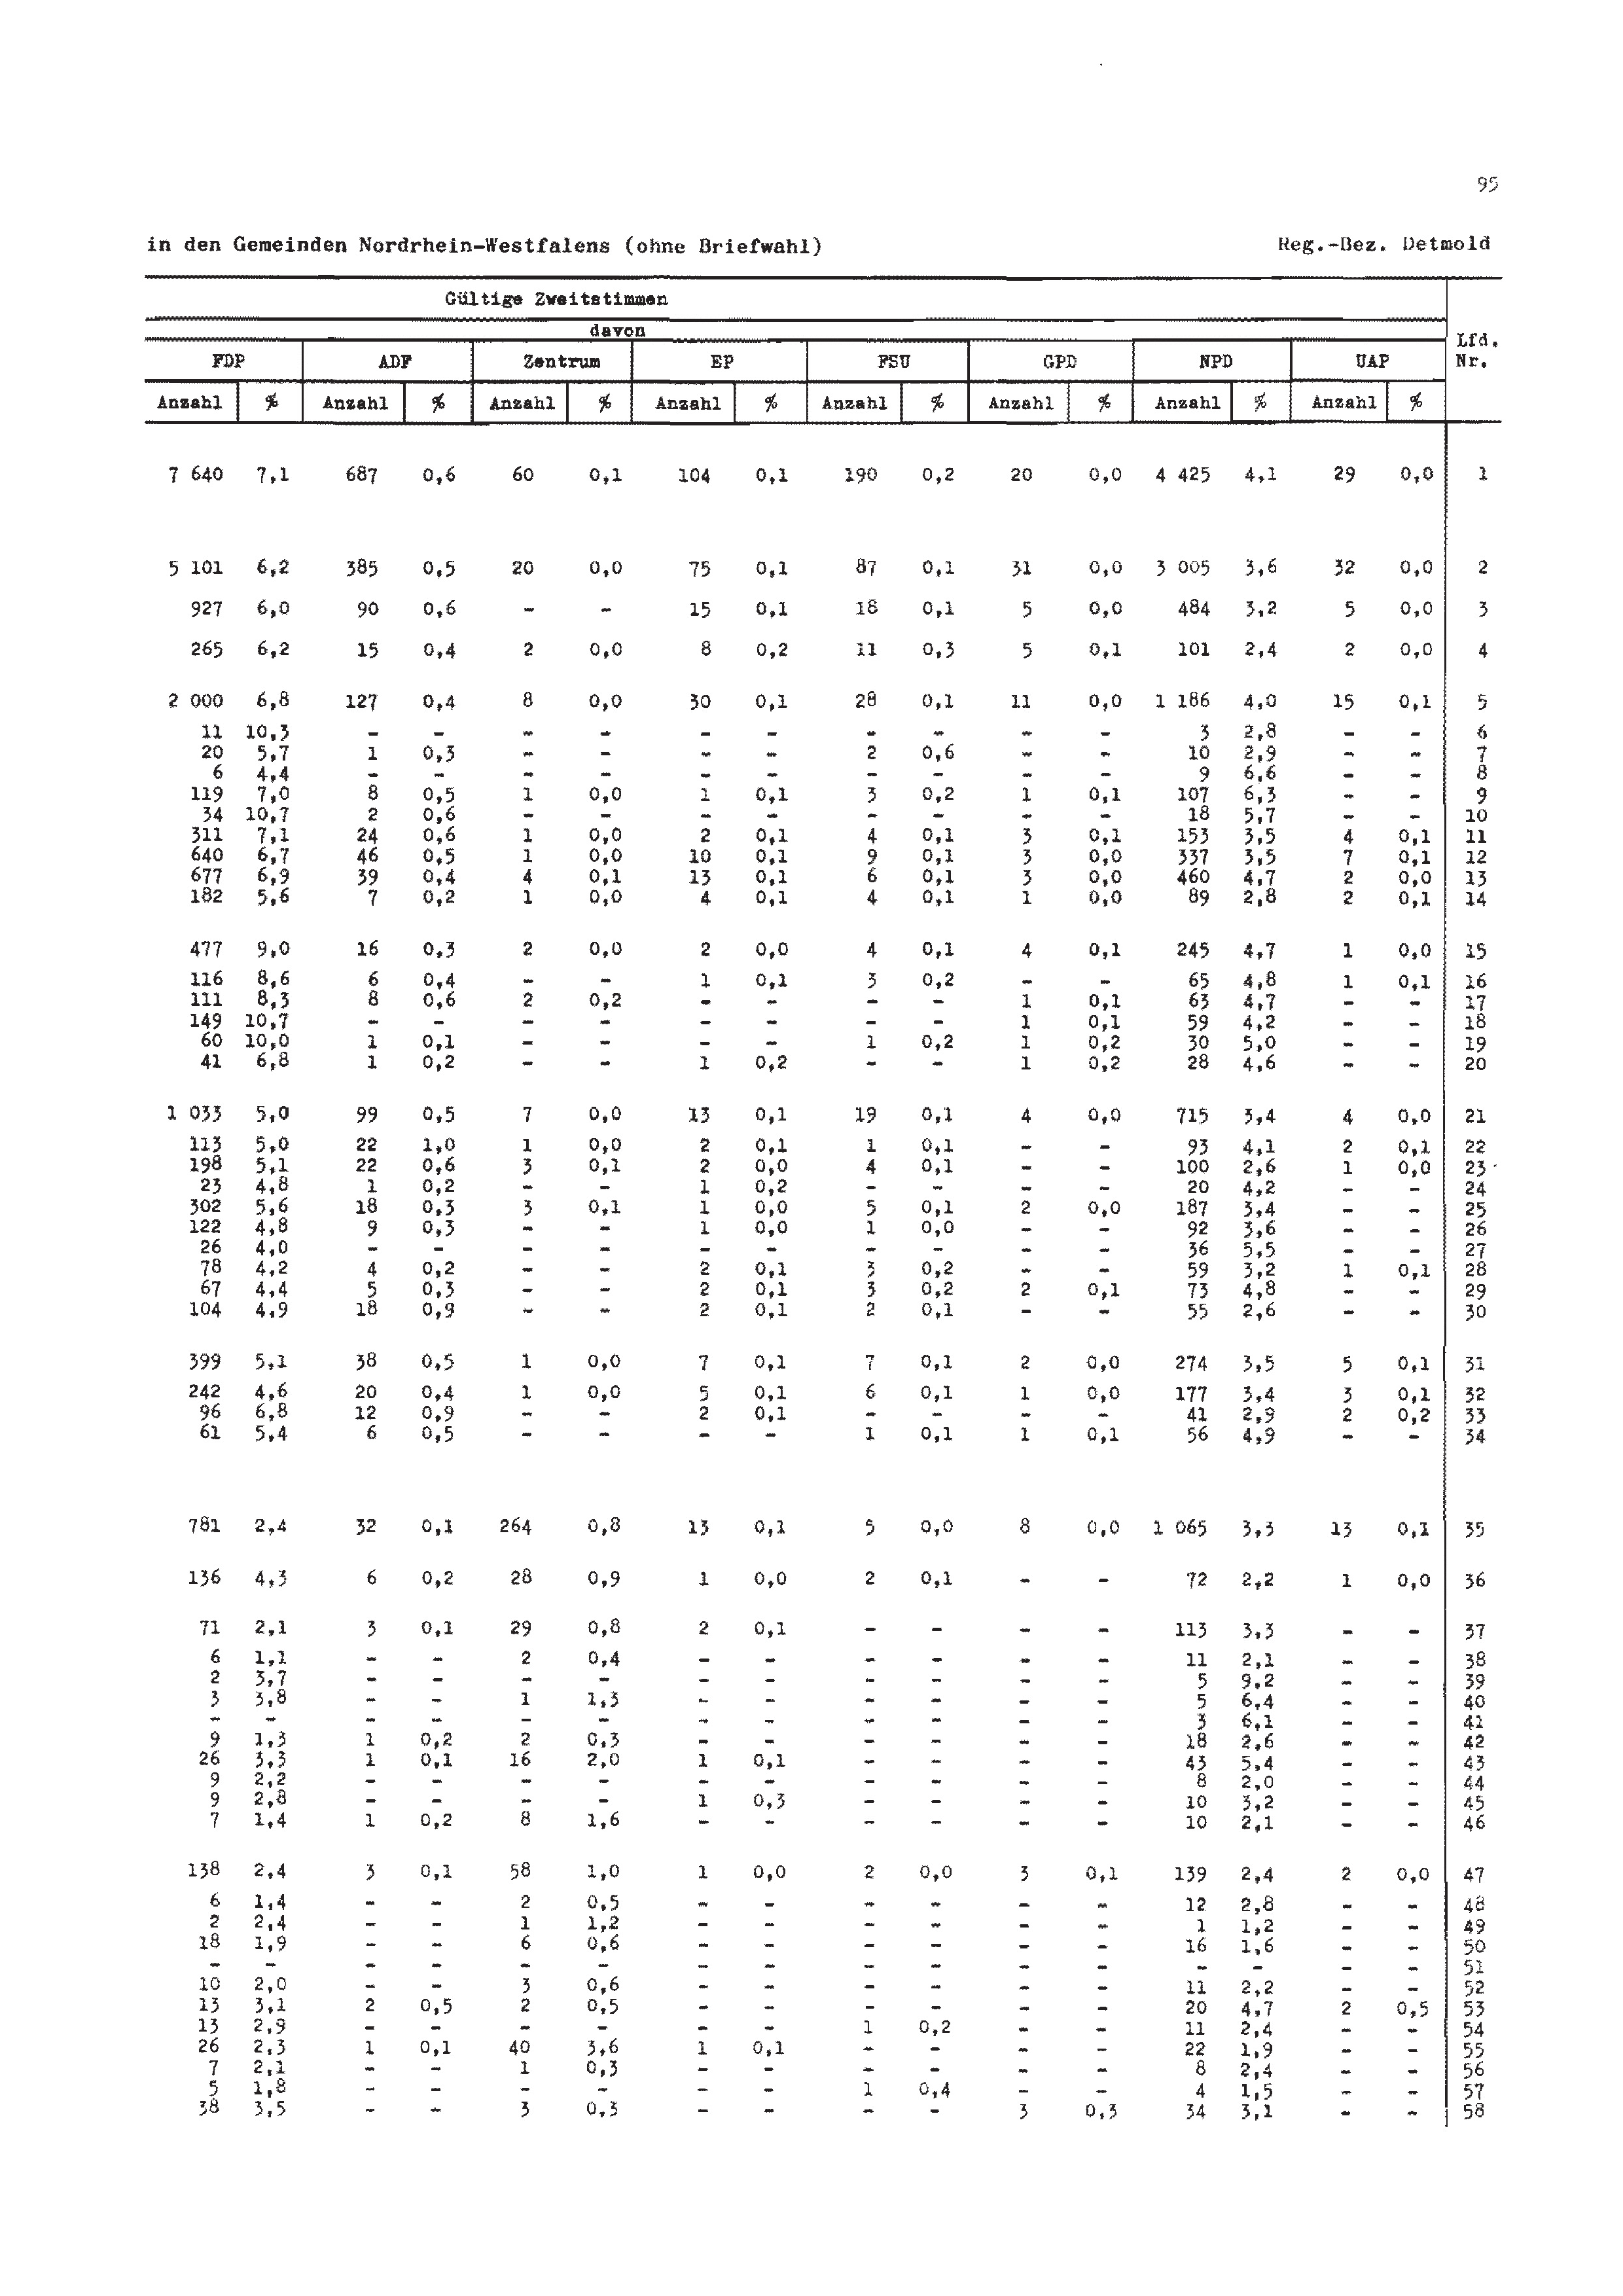 95
in den Gemeinden Nordrhein-Westfalens (ohne Briefwahl) Reg.-Bez. Detmold
Gültige Zweitstimmen
davon
Lfd. Nr.
FDP ADF Zentrum EP FSU GPD NPD UAP
Anzahl % Anzahl % Anzahl % Anzahl % Anzahl % Anzahl % Anzahl % Anzahl %
7 640 7,1 687 0,6 60 0,1 104 0,1 190 0,2 20 0,0 4 425 4,1 29 0,0 1
5 101 6,2 385 0,5 20 0,0 75 0,1 87 0,1 31 0,0 3 005 3,6 32 0,0 2
927 6,0 90 0,6 - - 15 0,1 18 0,1 5 0,0 484 3,2 5 0,0 3
265 6,2 15 0,4 2 0,0 8 0,2 11 0,3 5 0,1 101 2,4 2 0,0 4
2 000 6,8 127 0,4 8 0,0 30 0,1 28 0,1 11 0,0 1 186 4,0 15 0,1 5
11 10,3 - - - - - - - - - - 3 2,8 - - 6
20 5,7 1 0,3 - - - - 2 0,6 - - 10 2,9 - - 7
6 4,4 - - - - - - - - - - 9 6,6 - - 8
119 7,0 8 0,5 1 0,0 1 0,1 3 0,2 1 0,1 107 6,3 - - 9
34 10,7 2 0,6 - - - - - - - - 18 5,7 - - 10
311 7,1 24 0,6 1 0,0 2 0,1 4 0,1 3 0,1 153 3,5 4 0,1 11
640 6,7 46 0,5 1 0,0 10 0,1 9 0,1 3 0,0 337 3,5 7 0,1 12
677 6,9 39 0,4 4 0,1 13 0,1 6 0,1 3 0,0 460 4,7 2 0,0 13
182 5,6 7 0,2 1 0,0 4 0,1 4 0,1 1 0,0 89 2,8 2 0,1 14
477 9,0 16 0,3 2 0,0 2 0,0 4 0,1 4 0,1 245 4,7 1 0,0 15
116 8,6 6 0,4 - - 1 0,1 3 0,2 - - 65 4,8 1 0,1 16
111 8,3 8 0,6 2 0,2 - - - - 1 0,1 63 4,7 - - 17
149 10,7 - - - - - - - - 1 0,1 59 4,2 - - 18
60 10,0 1 0,1 - - - - 1 0,2 1 0,2 30 5,0 - - 19
41 6,8 1 0,2 - - 1 0,2 - - 1 0,2 28 4,6 - - 20
1 033 5,0 99 0,5 7 0,0 13 0,1 19 0,1 4 0,0 715 3,4 4 0,0 21
113 5,0 22 1,0 1 0,0 2 0,1 1 0,1 - - 93 4,1 2 0,1 22
198 5,1 22 0,6 3 0,1 2 0,0 4 0,1 - - 100 2,6 1 0,0 23
23 4,8 1 0,2 - - 1 0,2 - - - - 20 4,2 - - 24
302 5,6 18 0,3 3 0,1 1 0,0 5 0,1 2 0,0 187 3,4 - - 25
122 4,8 9 0,3 - - 1 0,0 1 0,0 - - 92 3,6 - - 26
26 4,0 - - - - - - - - - - 36 5,5 - - 27
78 4,2 4 0,2 - - 2 0,1 3 0,2 - - 59 3,2 1 0,1 28
67 4,4 5 0,3 - - 2 0,1 3 0,2 2 0,1 73 4,8 - - 29
104 4,9 18 0,9 - - 2 0,1 2 0,1 - - 55 2,6 - - 30
399 5,1 38 0,5 1 0,0 7 0,1 7 0,1 2 0,0 274 3,5 5 0,1 31
242 4,6 20 0,4 1 0,0 5 0,1 6 0,1 1 0,0 177 3,4 3 0,1 32
96 6,8 12 0,9 - - 2 0,1 - - - - 41 2,9 2 0,2 33
61 5,4 6 0,5 - - - - 1 0,1 1 0,1 56 4,9 - - 34
781 2,4 32 0,1 264 0,8 13 0,1 5 0,0 8 0,0 1 065 3,3 13 0,1 35
136 4,3 6 0,2 28 0,9 1 0,0 2 0,1 - - 72 2,2 1 0,0 36
71 2,1 3 0,1 29 0,8 2 0,1 - - - - 113 3,3 - - 37
6 1,1 - - 2 0,4 - - - - - - 11 2,1 - - 38
2 3,7 - - - - - - - - - - 5 9,2 - - 39
3 3,8 - - 1 1,3 - - - - - - 5 6,4 - - 40
- - - - - - - - - - - - 3 6,1 - - 41
9 1,3 1 0,2 2 0,3 - - - - - - 18 2,6 - - 42
26 3,3 1 0,1 16 2,0 1 0,1 - - - - 43 5,4 - - 43
9 2,2 - - - - - - - - - - 8 2,0 - - 44
9 2,8 - - - - 1 0,3 - - - - 10 3,2 - - 45
7 1,4 1 0,2 8 1,6 - - - - - - 10 2,1 - - 46
138 2,4 3 0,1 58 1,0 1 0,0 2 0,0 3 0,1 139 2,4 2 0,0 47
6 1,4 - - 2 0,5 - - - - - - 12 2,8 - - 48
2 2,4 - - 1 1,2 - - - - - - 1 1,2 - - 49
18 1,9 - - 6 0,6 - - - - - - 16 1,6 - - 50
- - - - - - - - - - - - - - - - 51
10 2,0 - - 3 0,6 - - - - - - 11 2,2 - - 52
13 3,1 2 0,5 2 0,5 - - - - - - 20 4,7 2 0,5 53
13 2,9 - - - - - - 1 0,2 - - 11 2,4 - - 54
26 2,3 1 0,1 40 3,6 1 0,1 - - - - 22 1,9 - - 55
7 2,1 - - 1 0,3 - - - - - - 8 2,4 - - 56
5 1,8 - - - - - - 1 0,4 - - 4 1,5 - - 57
38 3,5 - - 3 0,3 - - - - 3 0,3 34 3,1 - - 58